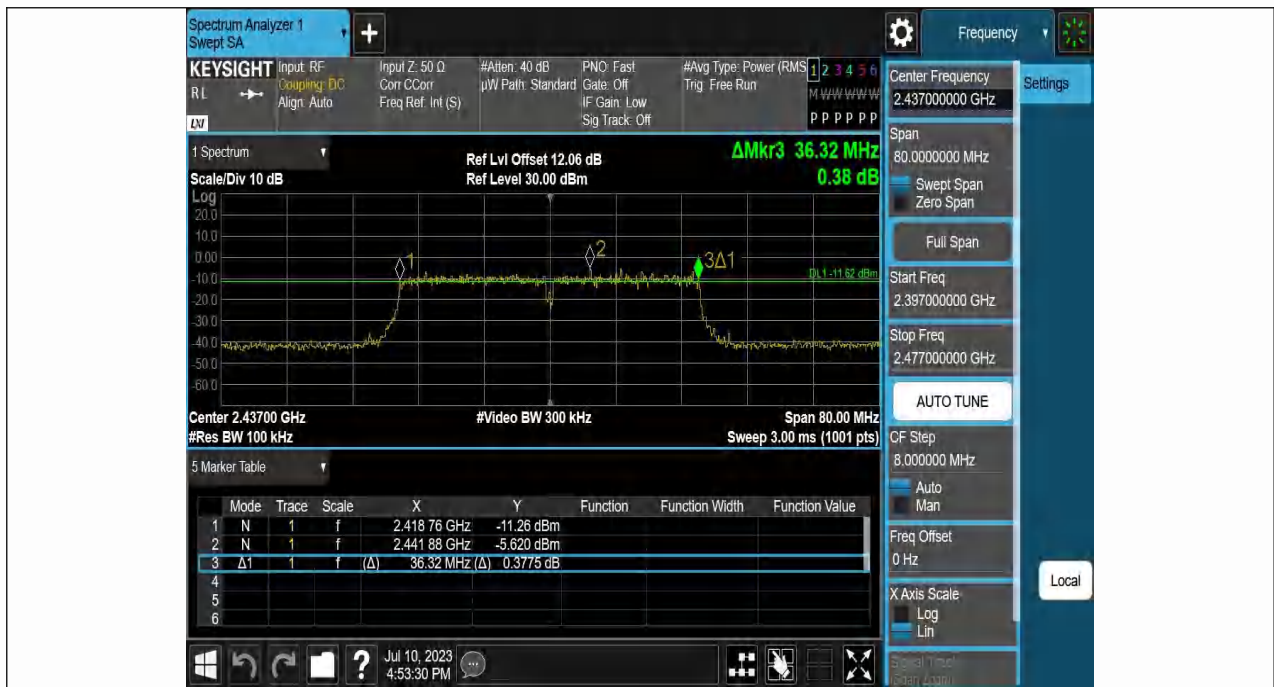 Spectrum Analyzer 1
Swept SA
+
Frequency
KEYSIGHT
RL
LXI
Input: RF
Coupling: DC
Align: Auto
Input Z: 50 Ω
Corr CCorr
Freq Ref: Int (S)
#Atten: 40 dB
µW Path: Standard
PNO: Fast
Gate: Off
IF Gain: Low
Sig Track: Off
#Avg Type: Power (RMS
Trig: Free Run
1 2 3 4 5 6
M W W W W W
P P P P P P
1 Spectrum
Scale/Div 10 dB
Ref Lvl Offset 12.06 dB
Ref Level 30.00 dBm
ΔMkr3 36.32 MHz
0.38 dB
Log
20.0
10.0
0.00
-10.0
-20.0
-30.0
-40.0
-50.0
-60.0
1
2
3Δ1
DL1 -11.62 dBm
Center 2.43700 GHz
#Video BW 300 kHz
Span 80.00 MHz
#Res BW 100 kHz
Sweep 3.00 ms (1001 pts)
5 Marker Table
Mode Trace Scale X Y Function Function Width Function Value
1 N 1 f 2.418 76 GHz -11.26 dBm
2 N 1 f 2.441 88 GHz -5.620 dBm
3 Δ1 1 f (Δ) 36.32 MHz (Δ) 0.3775 dB
4
5
6
Jul 10, 2023
4:53:30 PM
Center Frequency
2.437000000 GHz
Span
80.0000000 MHz
Swept Span
Zero Span
Full Span
Start Freq
2.397000000 GHz
Stop Freq
2.477000000 GHz
AUTO TUNE
CF Step
8.000000 MHz
Auto
Man
Freq Offset
0 Hz
X Axis Scale
Log
Lin
Signal Track
(Span Zoom)
Settings
Local